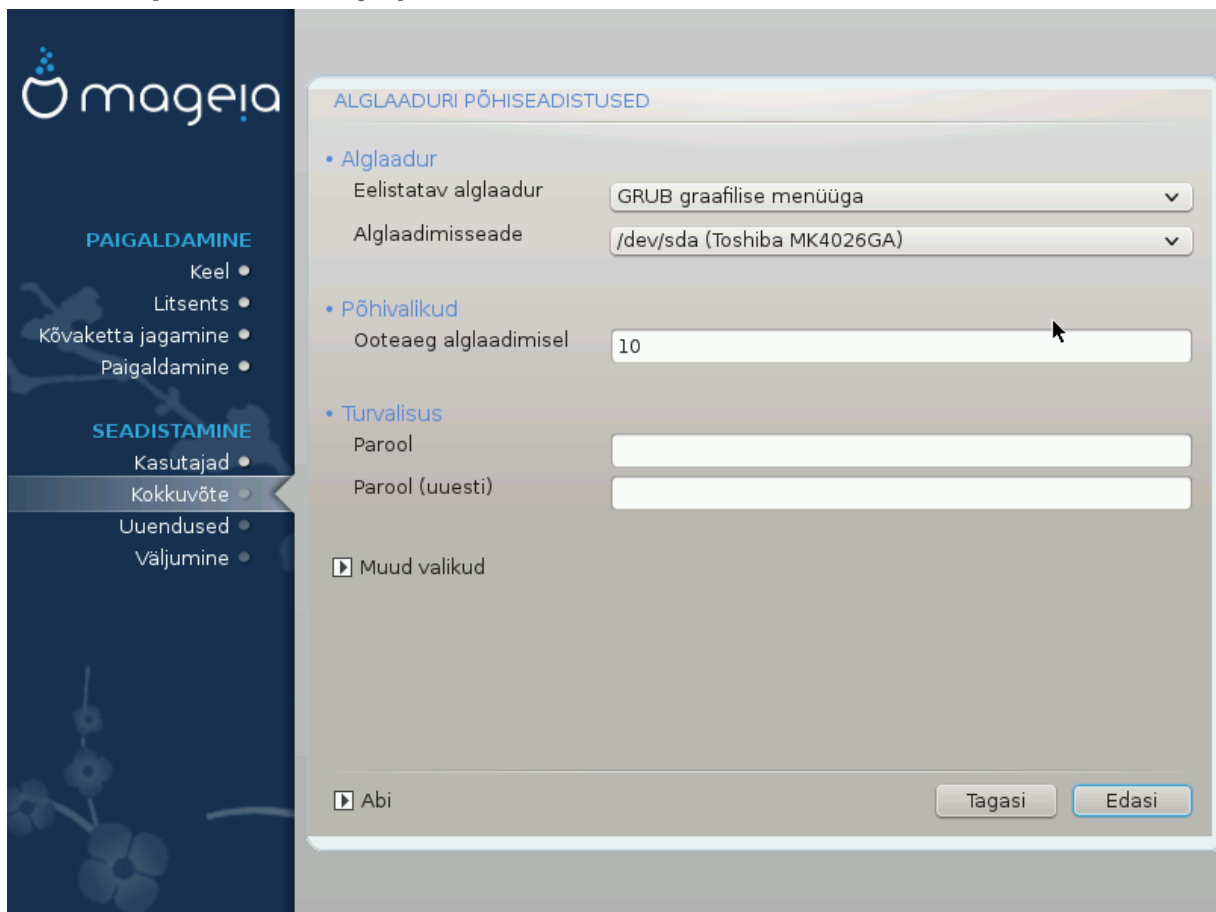 mageia
PAIGALDAMINE
Keel
Litsents
Kõvaketta jagamine
Paigaldamine
SEADISTAMINE
Kasutajad
Kokkuvõte
Uuendused
Väljumine
ALGLAADURI PÕHISEADISTUSED
• Alglaadur
Eelistatav alglaadur
GRUB graafilise menüüga
Alglaadimisseade
/dev/sda (Toshiba MK4026GA)
• Põhivalikud
Ooteaeg alglaadimisel
10
• Turvalisus
Parool
Parool (uuesti)
Muud valikud
Abi
Tagasi
Edasi